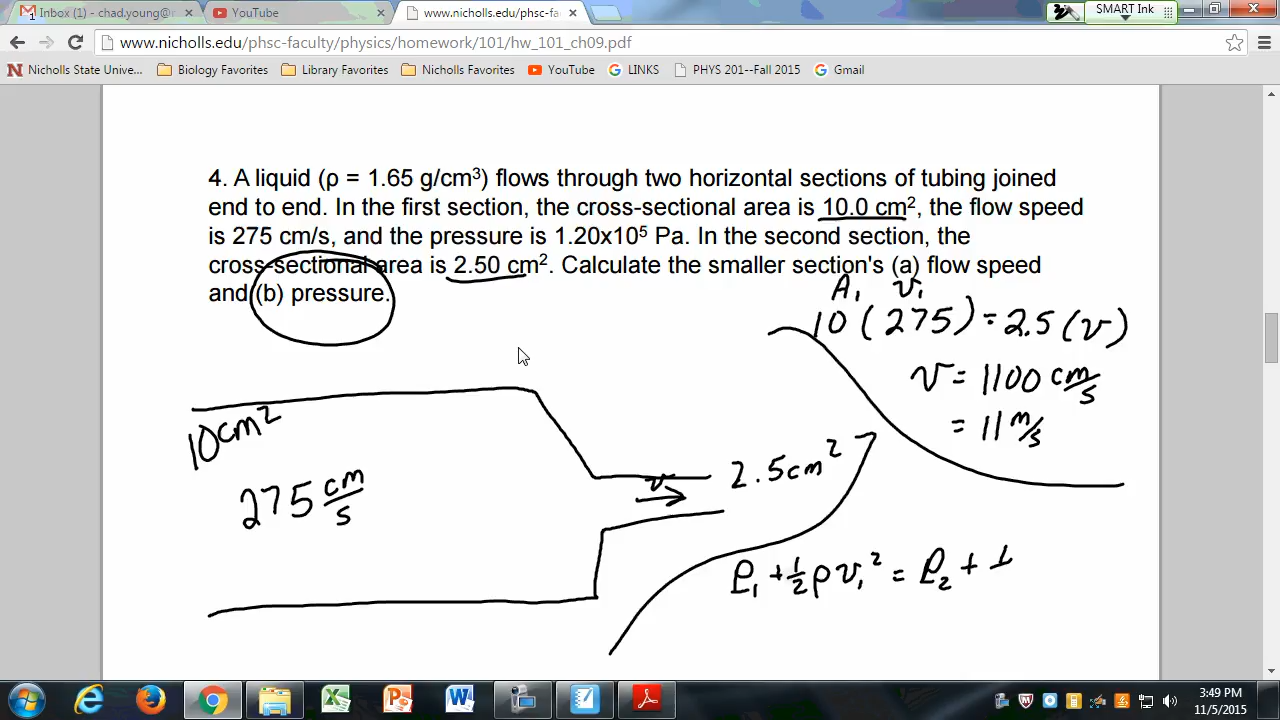 Inbox (1) - chad.young@n
YouTube
www.nicholls.edu/phsc-fa
SMART Ink
www.nicholls.edu/phsc-faculty/physics/homework/101/hw_101_ch09.pdf
Nicholls State Unive... Biology Favorites Library Favorites Nicholls Favorites YouTube LINKS PHYS 201--Fall 2015 Gmail
4. A liquid (ρ = 1.65 g/cm³) flows through two horizontal sections of tubing joined
end to end. In the first section, the cross-sectional area is 10.0 cm², the flow speed
is 275 cm/s, and the pressure is 1.20x10⁵ Pa. In the second section, the
cross-sectional area is 2.50 cm². Calculate the smaller section's (a) flow speed
and (b) pressure.
A₁ v₁
10 (275) = 2.5 (v)
v = 1100 cm/s
= 11 m/s
10 cm²
275 cm/s
v
2.5 cm²
P₁ + ½ ρ v₁² = P₂ + 1
3:49 PM
11/5/2015